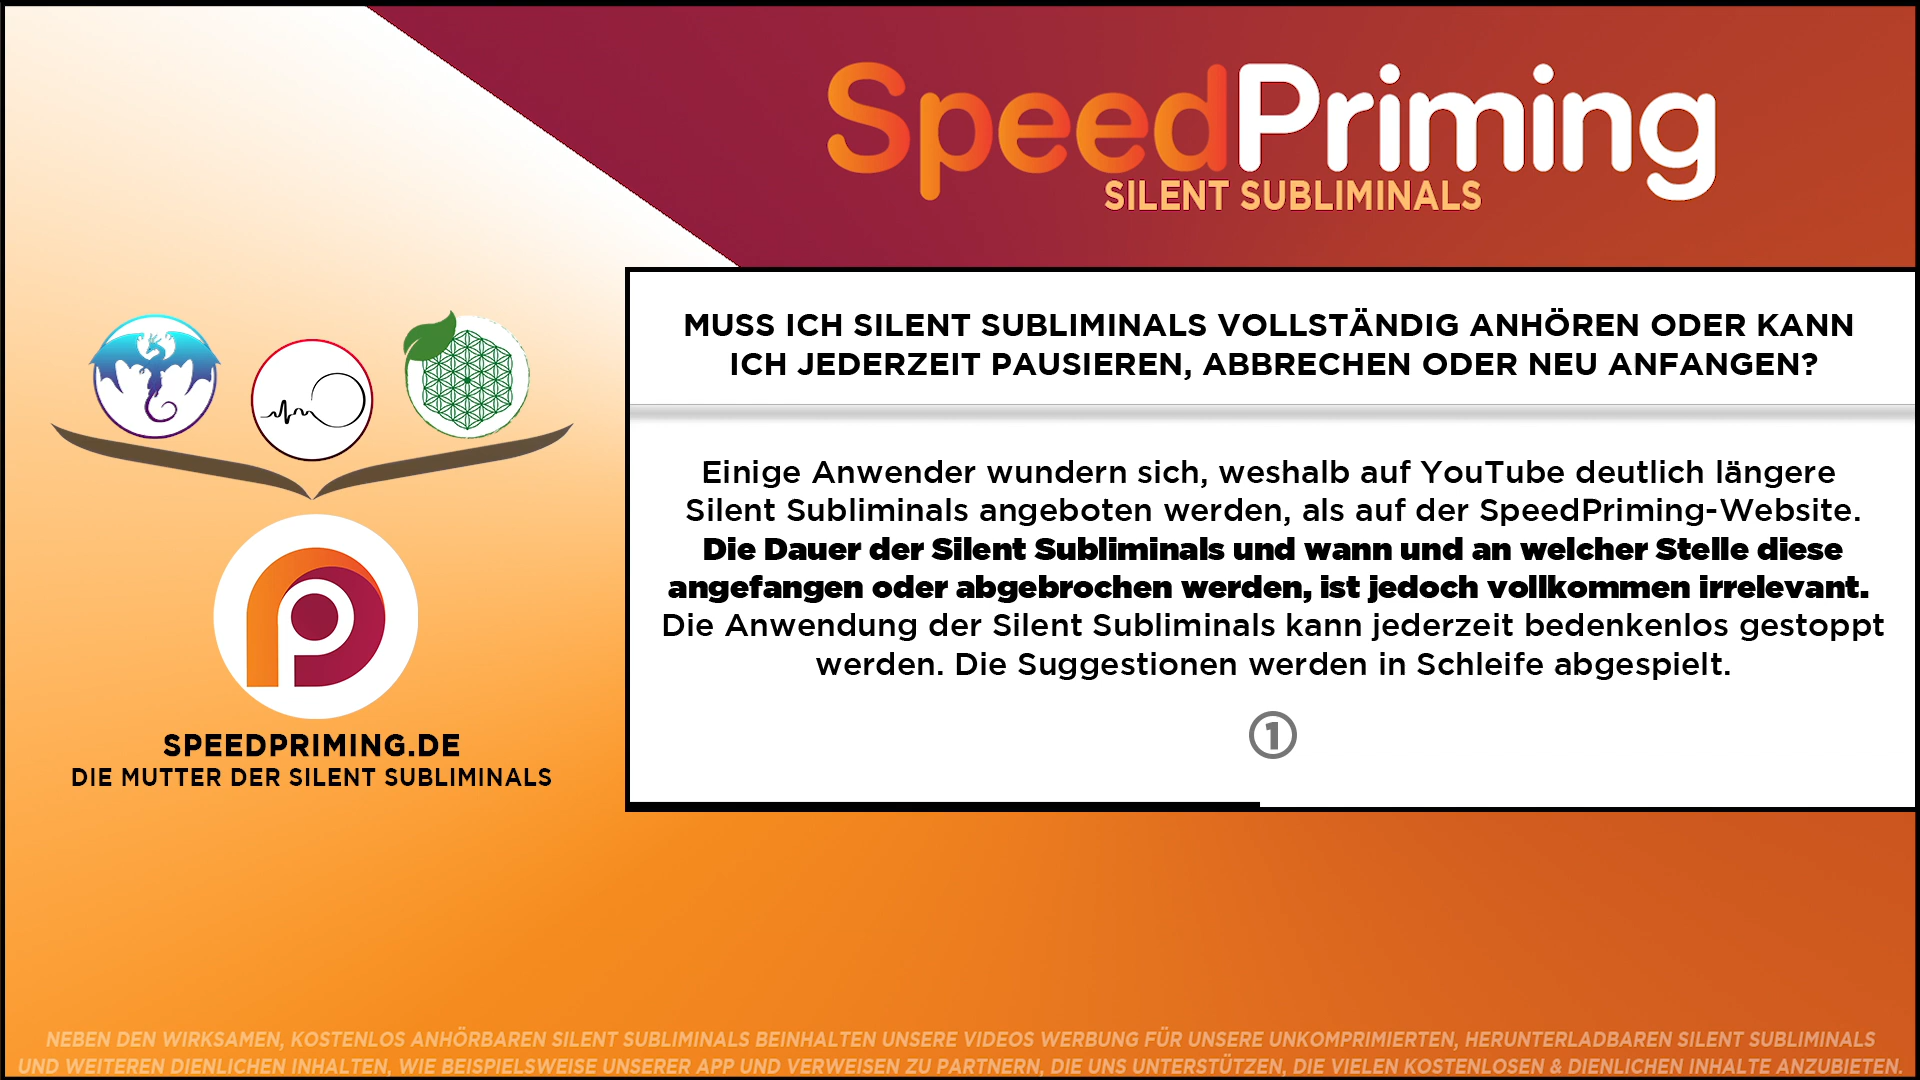 SpeedPriming
SILENT SUBLIMINALS
MUSS ICH SILENT SUBLIMINALS VOLLSTÄNDIG ANHÖREN ODER KANN
ICH JEDERZEIT PAUSIEREN, ABBRECHEN ODER NEU ANFANGEN?
Einige Anwender wundern sich, weshalb auf YouTube deutlich längere
Silent Subliminals angeboten werden, als auf der SpeedPriming-Website.
Die Dauer der Silent Subliminals und wann und an welcher Stelle diese
angefangen oder abgebrochen werden, ist jedoch vollkommen irrelevant.
Die Anwendung der Silent Subliminals kann jederzeit bedenkenlos gestoppt
werden. Die Suggestionen werden in Schleife abgespielt.
①
SPEEDPRIMING.DE
DIE MUTTER DER SILENT SUBLIMINALS
NEBEN DEN WIRKSAMEN, KOSTENLOS ANHÖRBAREN SILENT SUBLIMINALS BEINHALTEN UNSERE VIDEOS WERBUNG FÜR UNSERE UNKOMPRIMIERTEN, HERUNTERLADBAREN SILENT SUBLIMINALS
UND WEITEREN DIENLICHEN INHALTEN, WIE BEISPIELSWEISE UNSERER APP UND VERWEISEN ZU PARTNERN, DIE UNS UNTERSTÜTZEN, DIE VIELEN KOSTENLOSEN & DIENLICHEN INHALTE ANZUBIETEN.